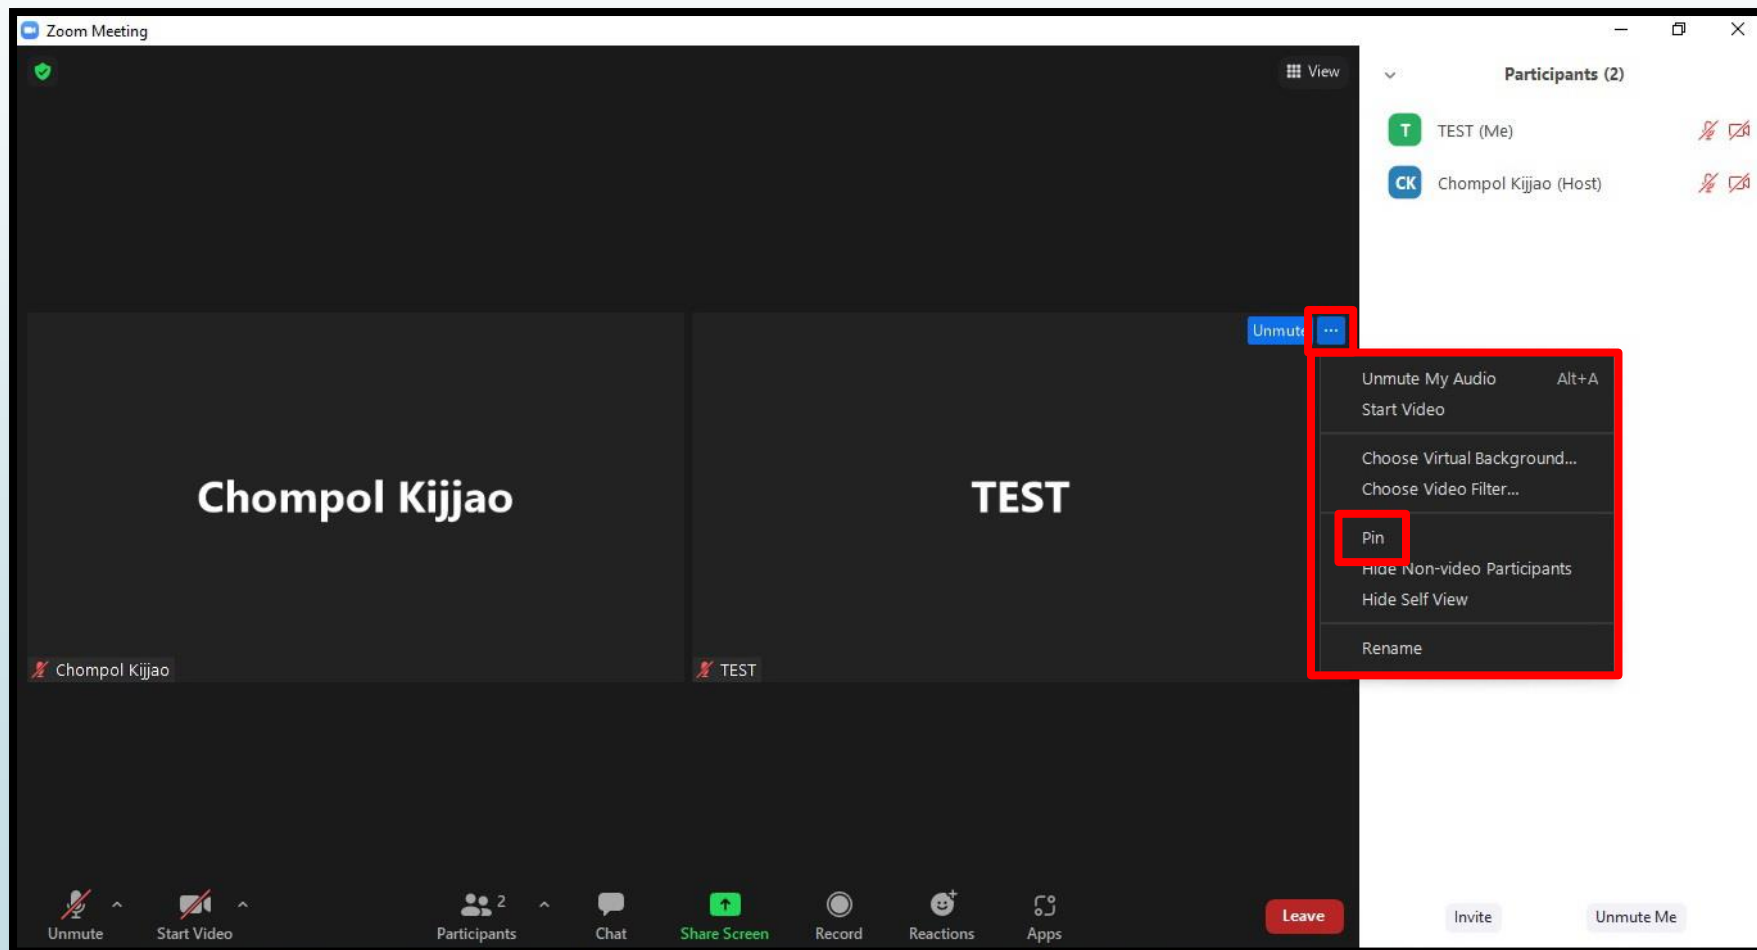 Zoom Meeting
View
Participants (2)
T TEST (Me)
CK Chompol Kijjao (Host)
Unmute ...
Unmute My Audio Alt+A
Start Video
Choose Virtual Background...
Choose Video Filter...
Pin
Hide Non-video Participants
Hide Self View
Rename
Chompol Kijjao
TEST
Chompol Kijjao
TEST
2
Unmute
Start Video
Participants
Chat
Share Screen
Record
Reactions
Apps
Leave
Invite
Unmute Me